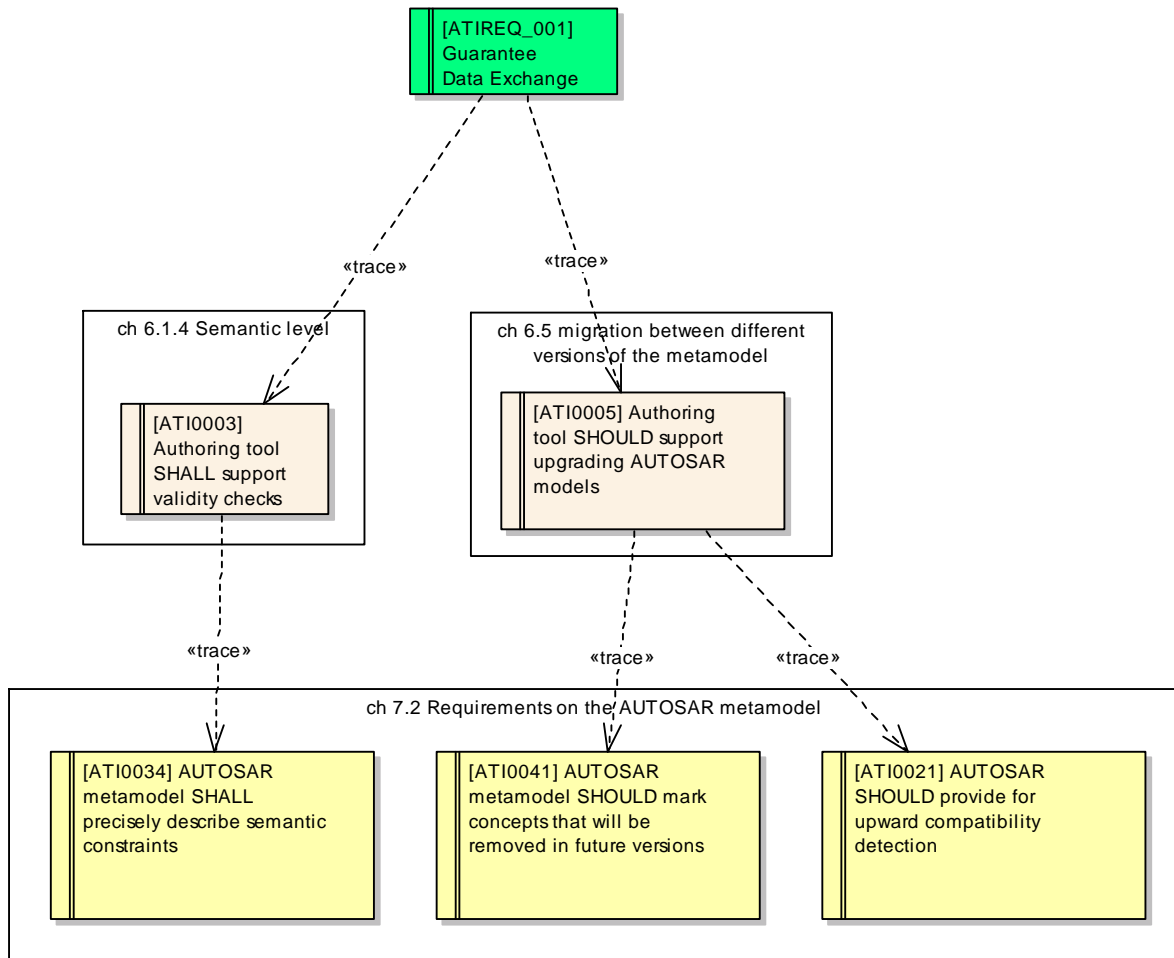 [ATIREQ_001]
Guarantee
Data Exchange
«trace»
«trace»
ch 6.1.4 Semantic level
ch 6.5 migration between different
versions of the metamodel
[ATI0003]
Authoring tool
SHALL support
validity checks
[ATI0005] Authoring
tool SHOULD support
upgrading AUTOSAR
models
«trace»
«trace»
«trace»
ch 7.2 Requirements on the AUTOSAR metamodel
[ATI0034] AUTOSAR
metamodel SHALL
precisely describe semantic
constraints
[ATI0041] AUTOSAR
metamodel SHOULD mark
concepts that will be
removed in future versions
[ATI0021] AUTOSAR
SHOULD provide for
upward compatibility
detection